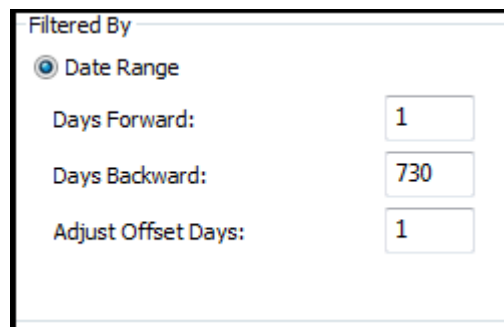 Filtered By
Date Range
Days Forward: 1
Days Backward: 730
Adjust Offset Days: 1